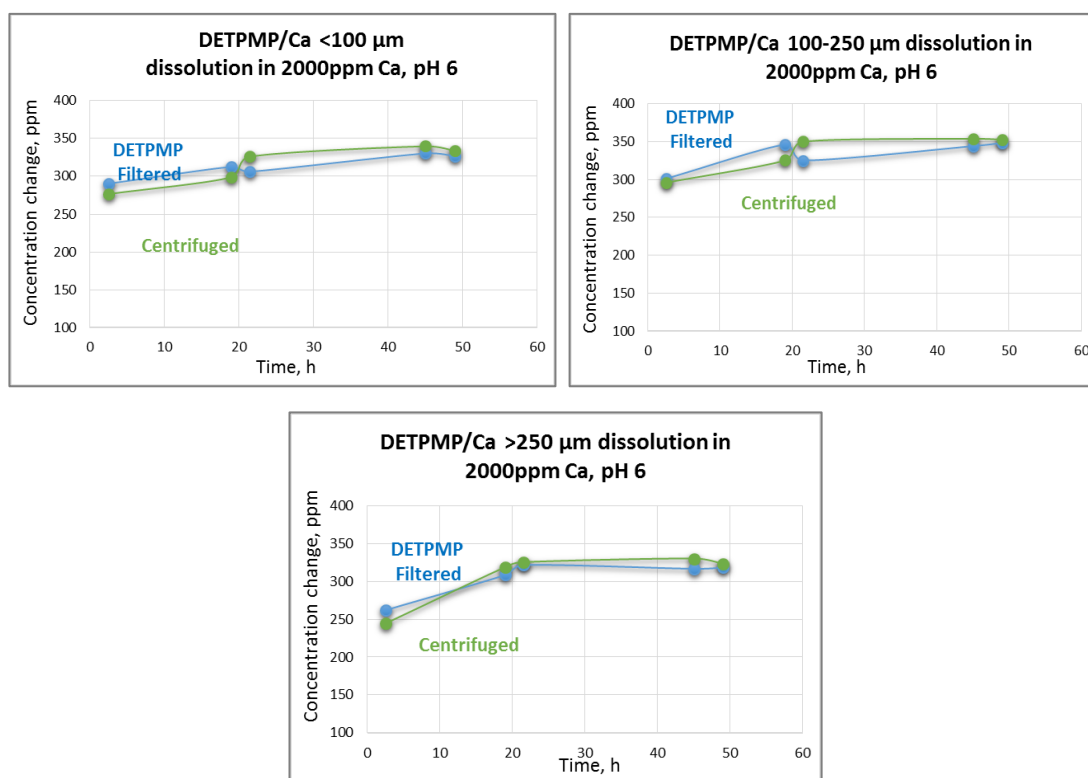 DETPMP/Ca <100 µm
dissolution in 2000ppm Ca, pH 6
Concentration change, ppm
400
350
300
250
200
150
100
DETPMP
Filtered
Centrifuged
0
10
20
30
40
50
60
Time, h
DETPMP/Ca 100-250 µm dissolution in
2000ppm Ca, pH 6
Concentration change, ppm
400
350
300
250
200
150
100
DETPMP
Filtered
Centrifuged
0
10
20
30
40
50
60
Time, h
DETPMP/Ca >250 µm dissolution in
2000ppm Ca, pH 6
Concentration change, ppm
400
350
300
250
200
150
100
DETPMP
Filtered
Centrifuged
0
10
20
30
40
50
60
Time, h